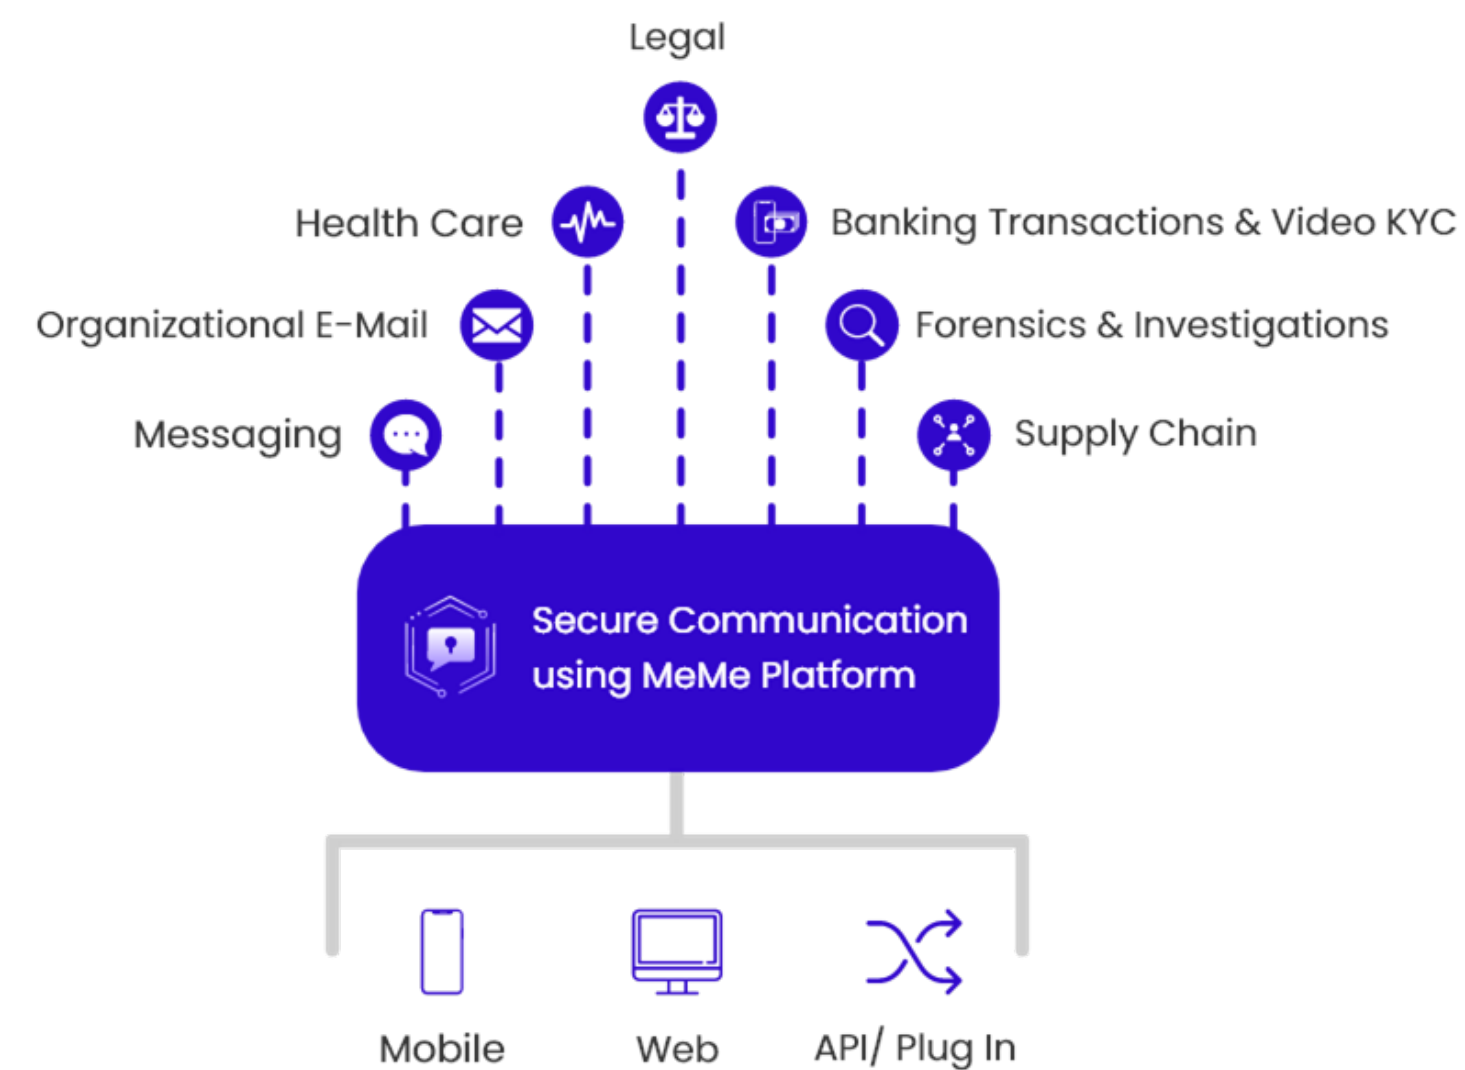 Legal
Health Care
Banking Transactions & Video KYC
Organizational E-Mail
Forensics & Investigations
Messaging
Supply Chain
Secure Communication
using MeMe Platform
Mobile
Web
API/ Plug In